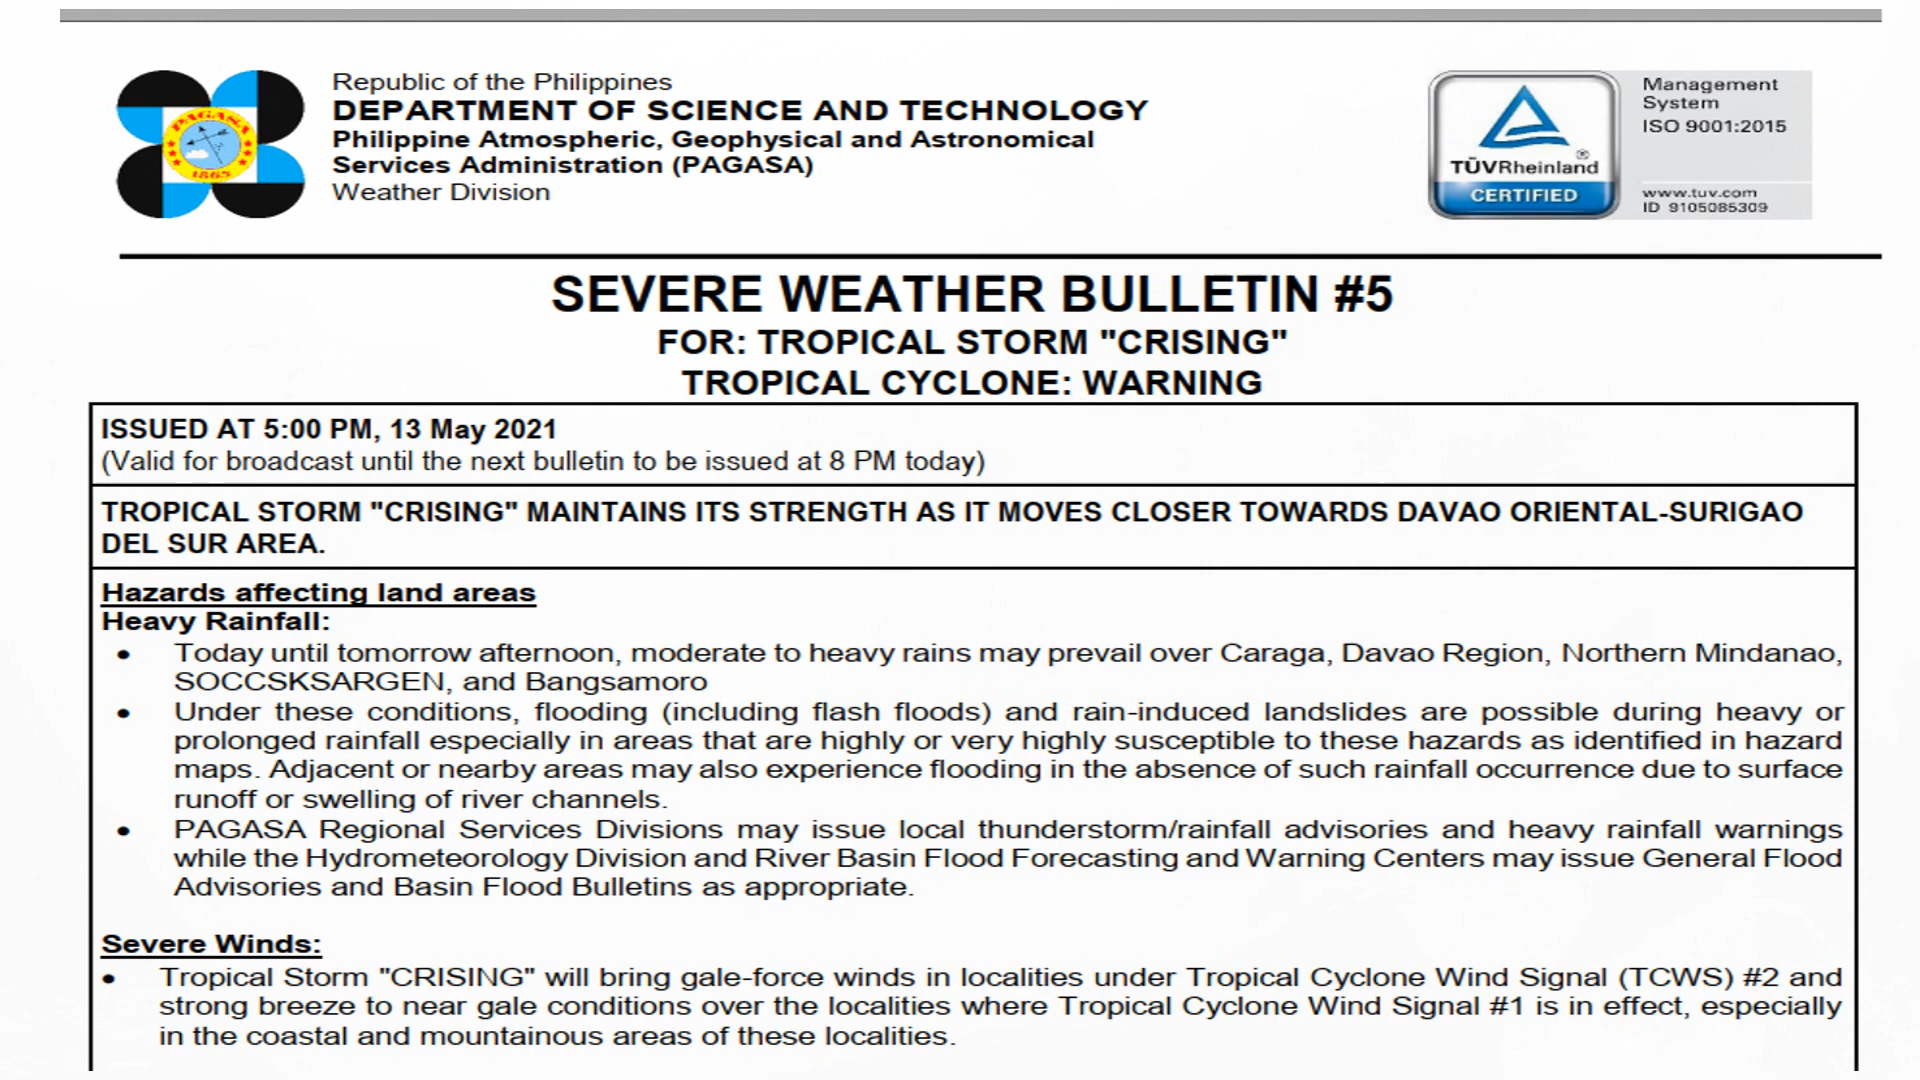 Republic of the Philippines
DEPARTMENT OF SCIENCE AND TECHNOLOGY
Philippine Atmospheric, Geophysical and Astronomical
Services Administration (PAGASA)
Weather Division
PAGASA
1865
TÜVRheinland
®
CERTIFIED
Management
System
ISO 9001:2015
www.tuv.com
ID 9105085309
SEVERE WEATHER BULLETIN #5
FOR: TROPICAL STORM "CRISING"
TROPICAL CYCLONE: WARNING
ISSUED AT 5:00 PM, 13 May 2021
(Valid for broadcast until the next bulletin to be issued at 8 PM today)
TROPICAL STORM "CRISING" MAINTAINS ITS STRENGTH AS IT MOVES CLOSER TOWARDS DAVAO ORIENTAL-SURIGAO
DEL SUR AREA.
Hazards affecting land areas
Heavy Rainfall:
• Today until tomorrow afternoon, moderate to heavy rains may prevail over Caraga, Davao Region, Northern Mindanao,
SOCCSKSARGEN, and Bangsamoro
• Under these conditions, flooding (including flash floods) and rain-induced landslides are possible during heavy or
prolonged rainfall especially in areas that are highly or very highly susceptible to these hazards as identified in hazard
maps. Adjacent or nearby areas may also experience flooding in the absence of such rainfall occurrence due to surface
runoff or swelling of river channels.
• PAGASA Regional Services Divisions may issue local thunderstorm/rainfall advisories and heavy rainfall warnings
while the Hydrometeorology Division and River Basin Flood Forecasting and Warning Centers may issue General Flood
Advisories and Basin Flood Bulletins as appropriate.
Severe Winds:
• Tropical Storm "CRISING" will bring gale-force winds in localities under Tropical Cyclone Wind Signal (TCWS) #2 and
strong breeze to near gale conditions over the localities where Tropical Cyclone Wind Signal #1 is in effect, especially
in the coastal and mountainous areas of these localities.